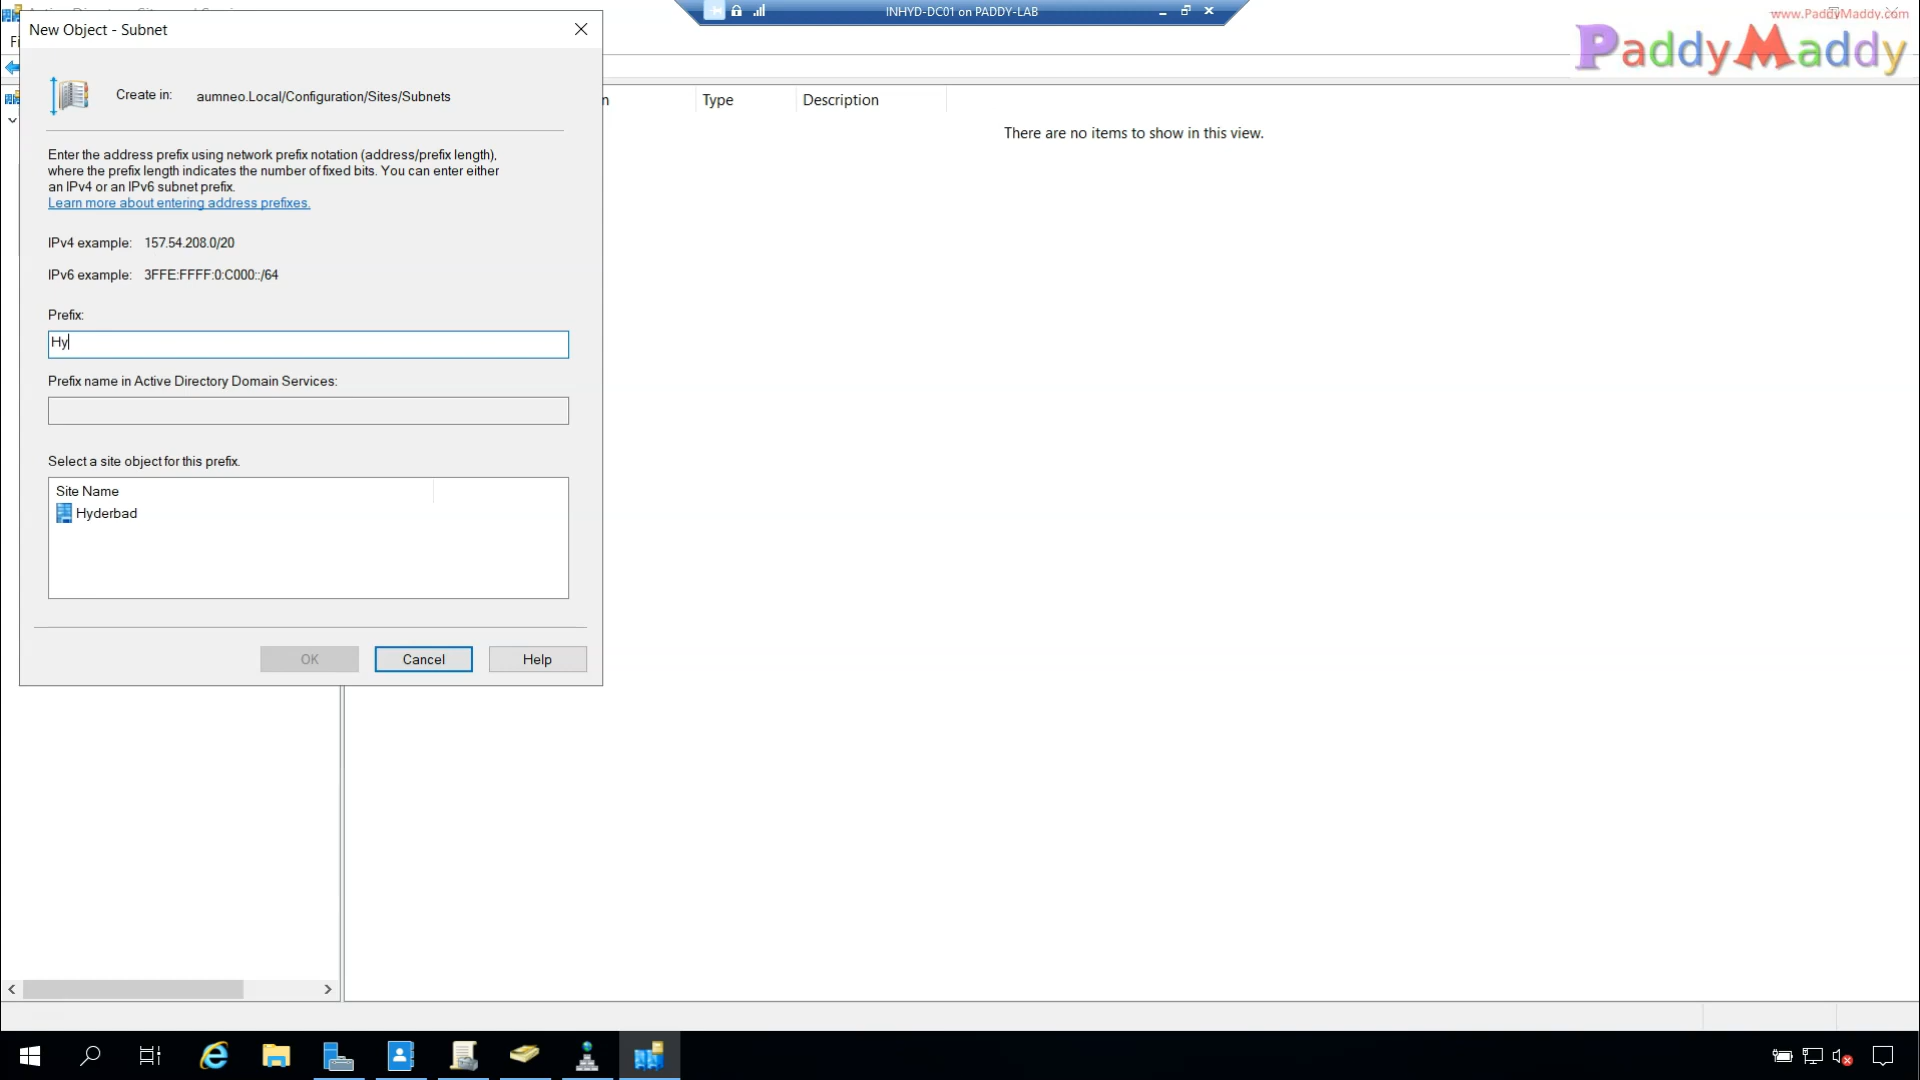 INHYD-DC01 on PADDY-LAB
www.PaddyMaddy.com
PaddyMaddy
New Object - Subnet
Create in: aumneo.Local/Configuration/Sites/Subnets
Type Description
There are no items to show in this view.
Enter the address prefix using network prefix notation (address/prefix length),
where the prefix length indicates the number of fixed bits. You can enter either
an IPv4 or an IPv6 subnet prefix.
Learn more about entering address prefixes.
IPv4 example: 157.54.208.0/20
IPv6 example: 3FFE:FFFF:0:C000::/64
Prefix:
Hy
Prefix name in Active Directory Domain Services:
Select a site object for this prefix.
Site Name
Hyderbad
OK Cancel Help